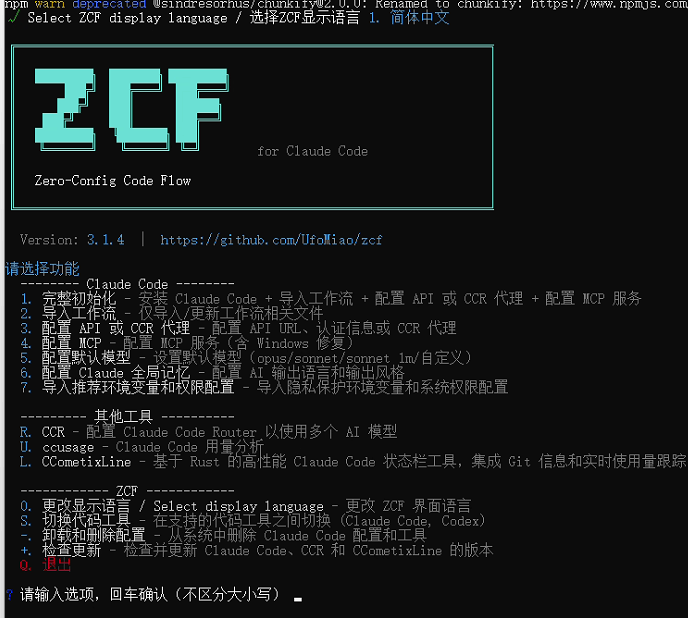 npm warn deprecated @sindresorhus/chunkify@2.0.0: Renamed to chunkify: https://www.npmjs.com
✓ Select ZCF display language / 选择ZCF显示语言 1. 简体中文
ZCF
for Claude Code
Zero-Config Code Flow
Version: 3.1.4 | https://github.com/UfoMiao/zcf
请选择功能
-------- Claude Code --------
1. 完整初始化 - 安装 Claude Code + 导入工作流 + 配置 API 或 CCR 代理 + 配置 MCP 服务
2. 导入工作流 - 仅导入/更新工作流相关文件
3. 配置 API 或 CCR 代理 - 配置 API URL、认证信息或 CCR 代理
4. 配置 MCP - 配置 MCP 服务（含 Windows 修复）
5. 配置默认模型 - 设置默认模型（opus/sonnet/sonnet 1m/自定义）
6. 配置 Claude 全局记忆 - 配置 AI 输出语言和输出风格
7. 导入推荐环境变量和权限配置 - 导入隐私保护环境变量和系统权限配置
--------- 其他工具 ----------
R. CCR - 配置 Claude Code Router 以使用多个 AI 模型
U. ccusage - Claude Code 用量分析
L. CCometixLine - 基于 Rust 的高性能 Claude Code 状态栏工具，集成 Git 信息和实时使用量跟踪
------------ ZCF ------------
0. 更改显示语言 / Select display language - 更改 ZCF 界面语言
S. 切换代码工具 - 在支持的代码工具之间切换 (Claude Code, Codex)
-. 卸载和删除配置 - 从系统中删除 Claude Code 配置和工具
+. 检查更新 - 检查并更新 Claude Code、CCR 和 CCometixLine 的版本
Q. 退出
? 请输入选项，回车确认（不区分大小写） _